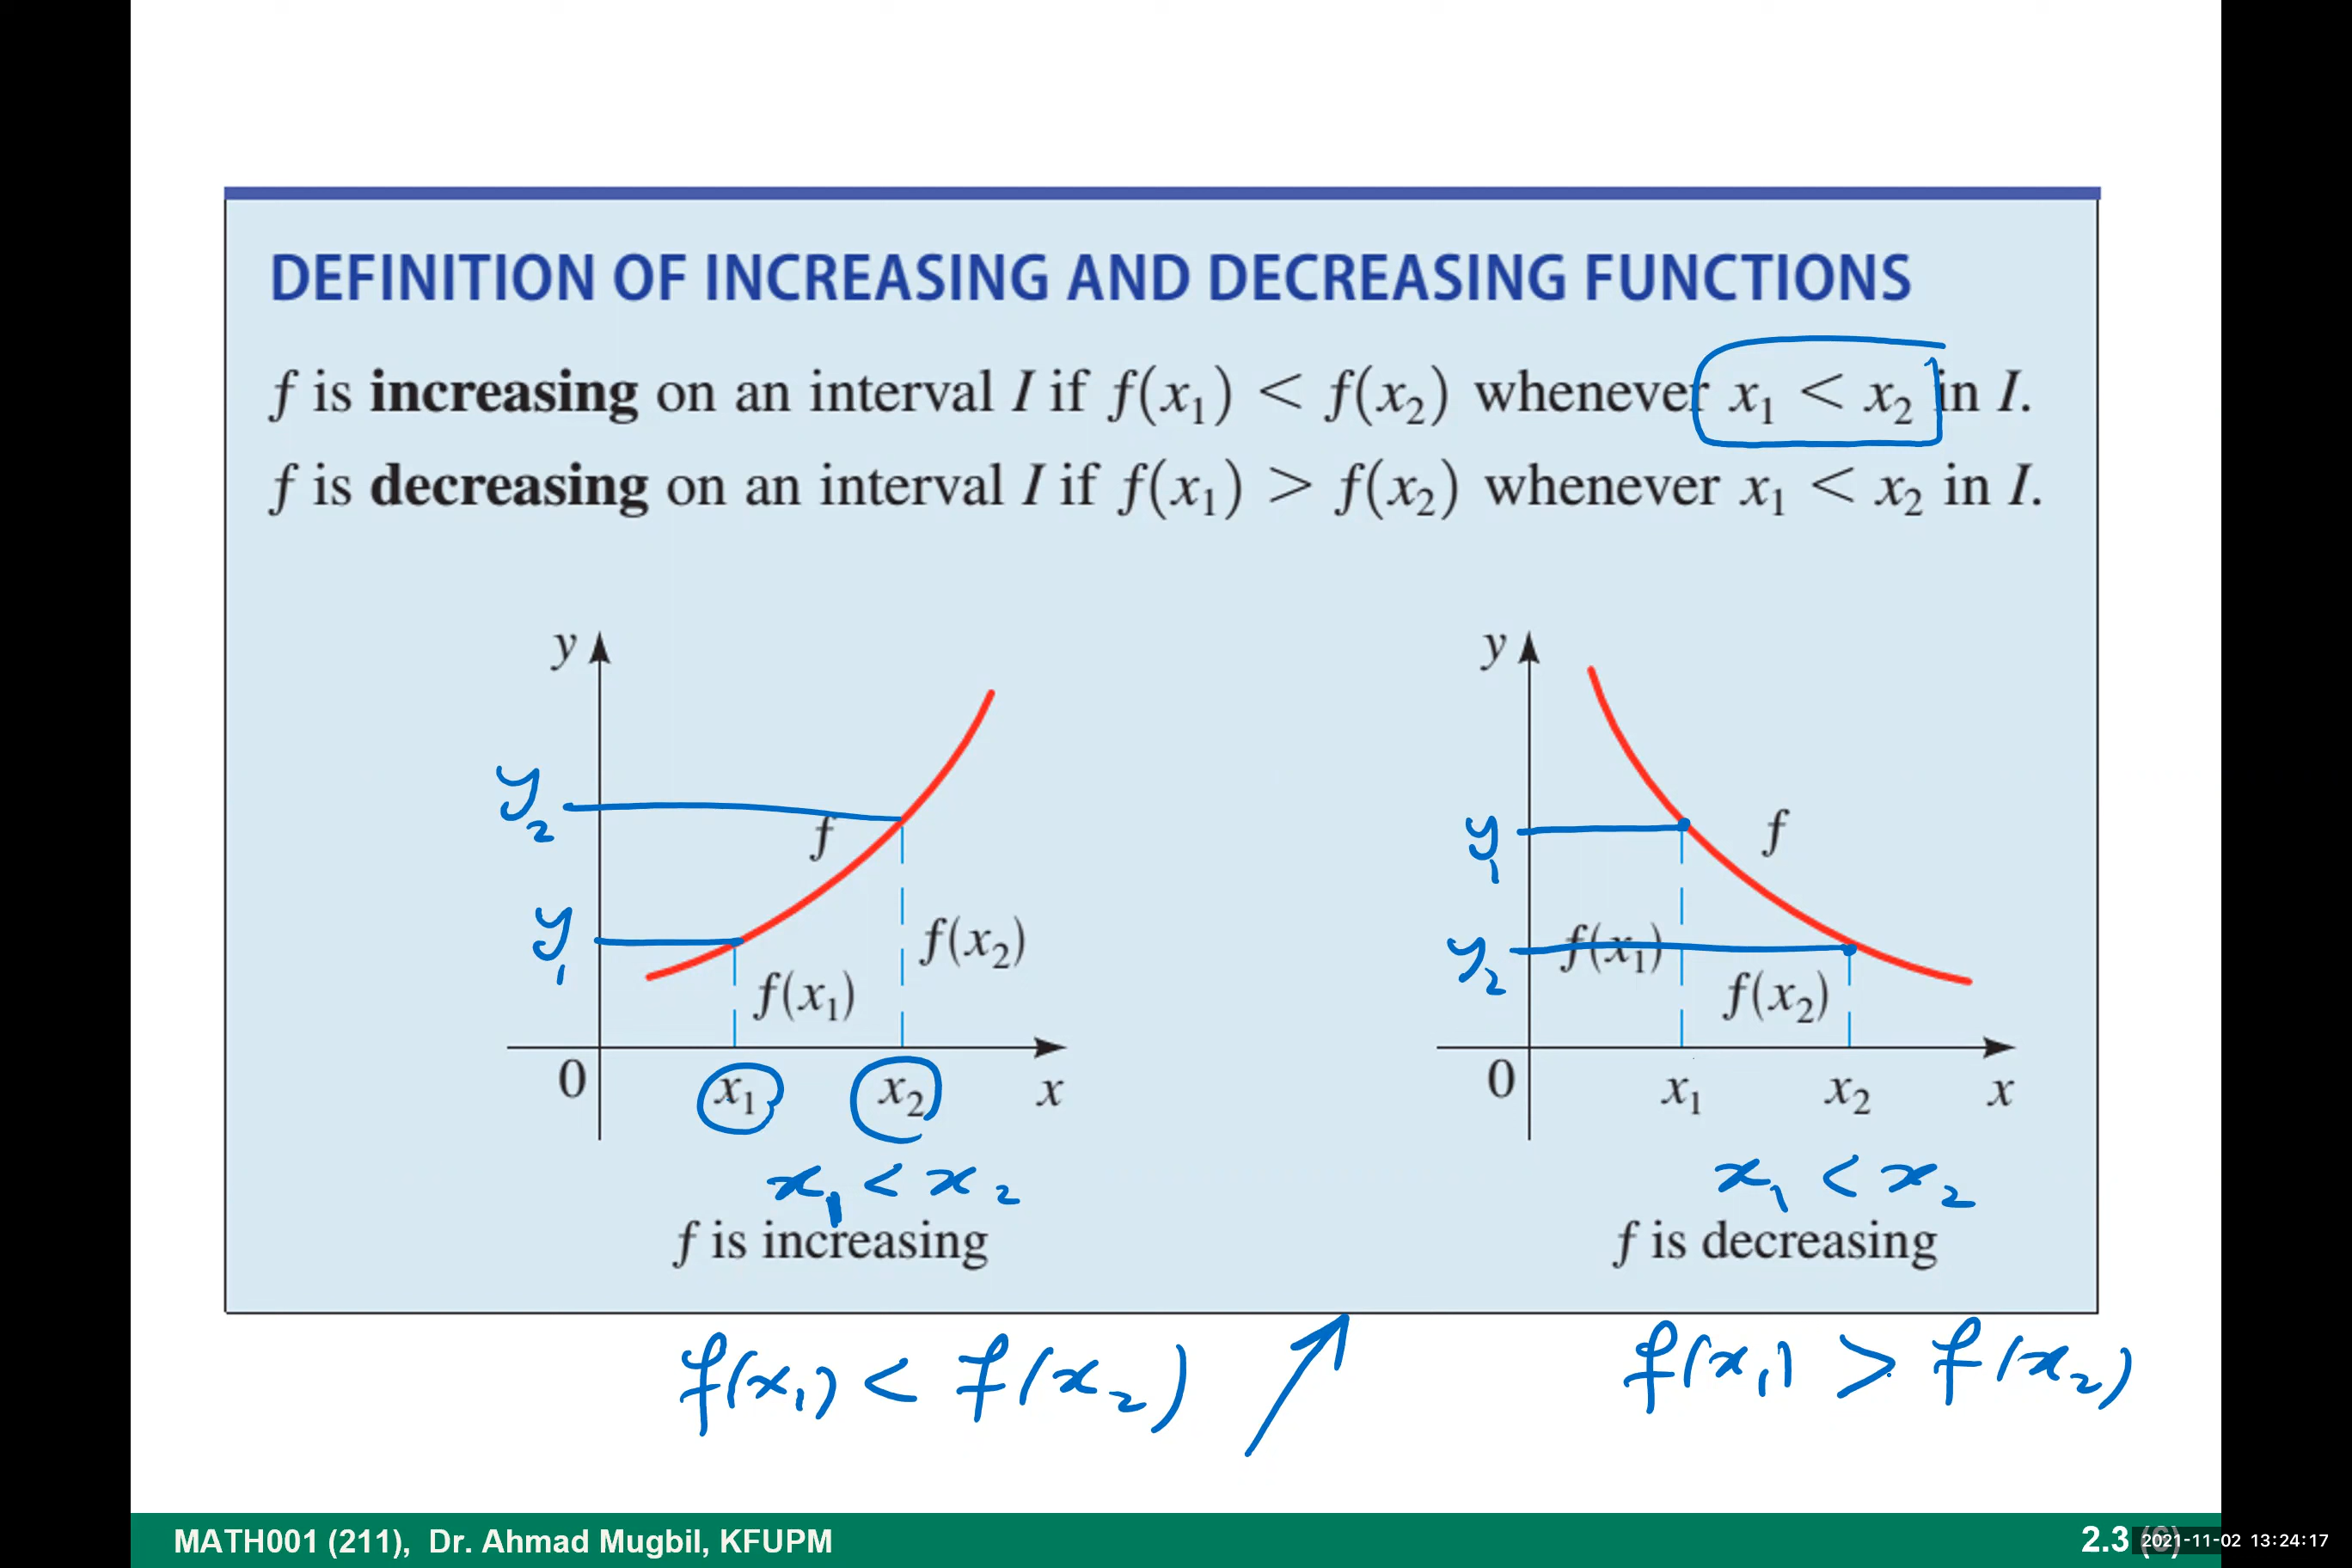 DEFINITION OF INCREASING AND DECREASING FUNCTIONS
f is increasing on an interval I if f(x₁) < f(x₂) whenever x₁ < x₂ in I.
f is decreasing on an interval I if f(x₁) > f(x₂) whenever x₁ < x₂ in I.
y
y₂
f
y₁
f(x₂)
f(x₁)
0 x₁ x₂ x
x₁ < x₂
f is increasing
f(x₁) < f(x₂)
y
y₁
f
y₂
f(x₁)
f(x₂)
0 x₁ x₂ x
x₁ < x₂
f is decreasing
f(x₁) > f(x₂)
MATH001 (211), Dr. Ahmad Mugbil, KFUPM
2.3 (6) 2021-11-02 13:24:17